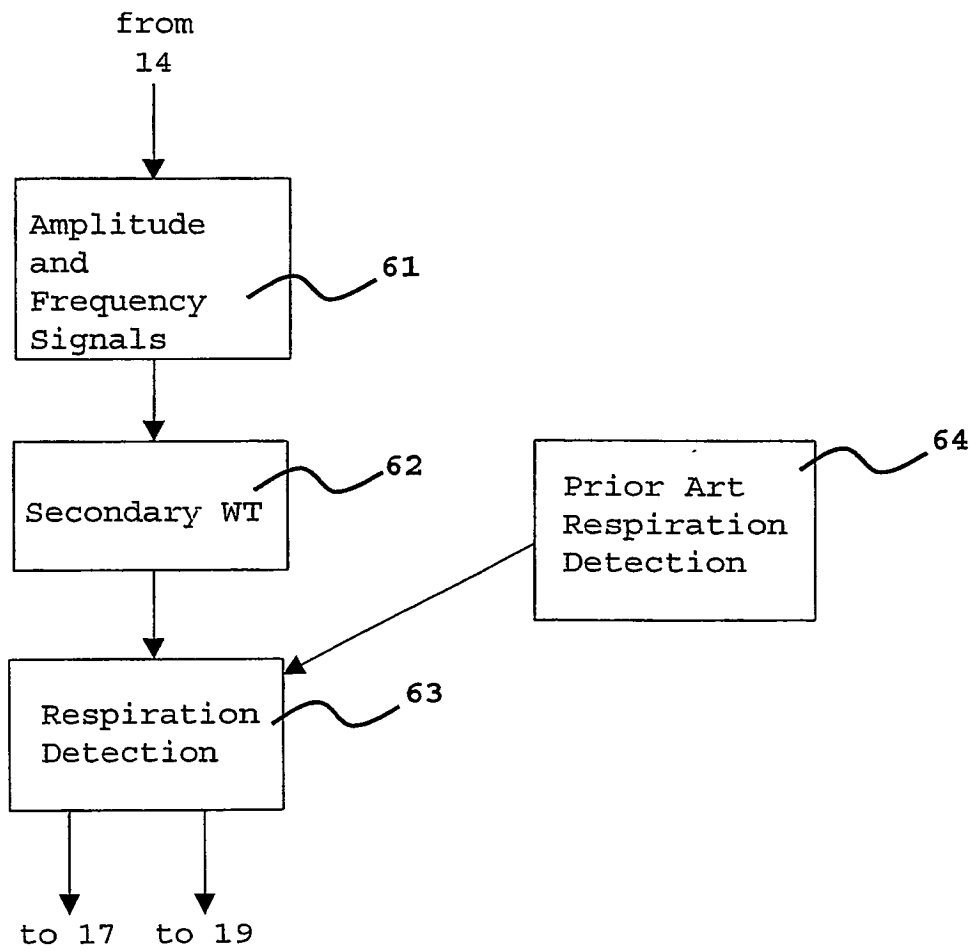 from
14
Amplitude
and
Frequency
Signals
61
Secondary WT
62
Prior Art
Respiration
Detection
64
Respiration
Detection
63
to 17
to 19